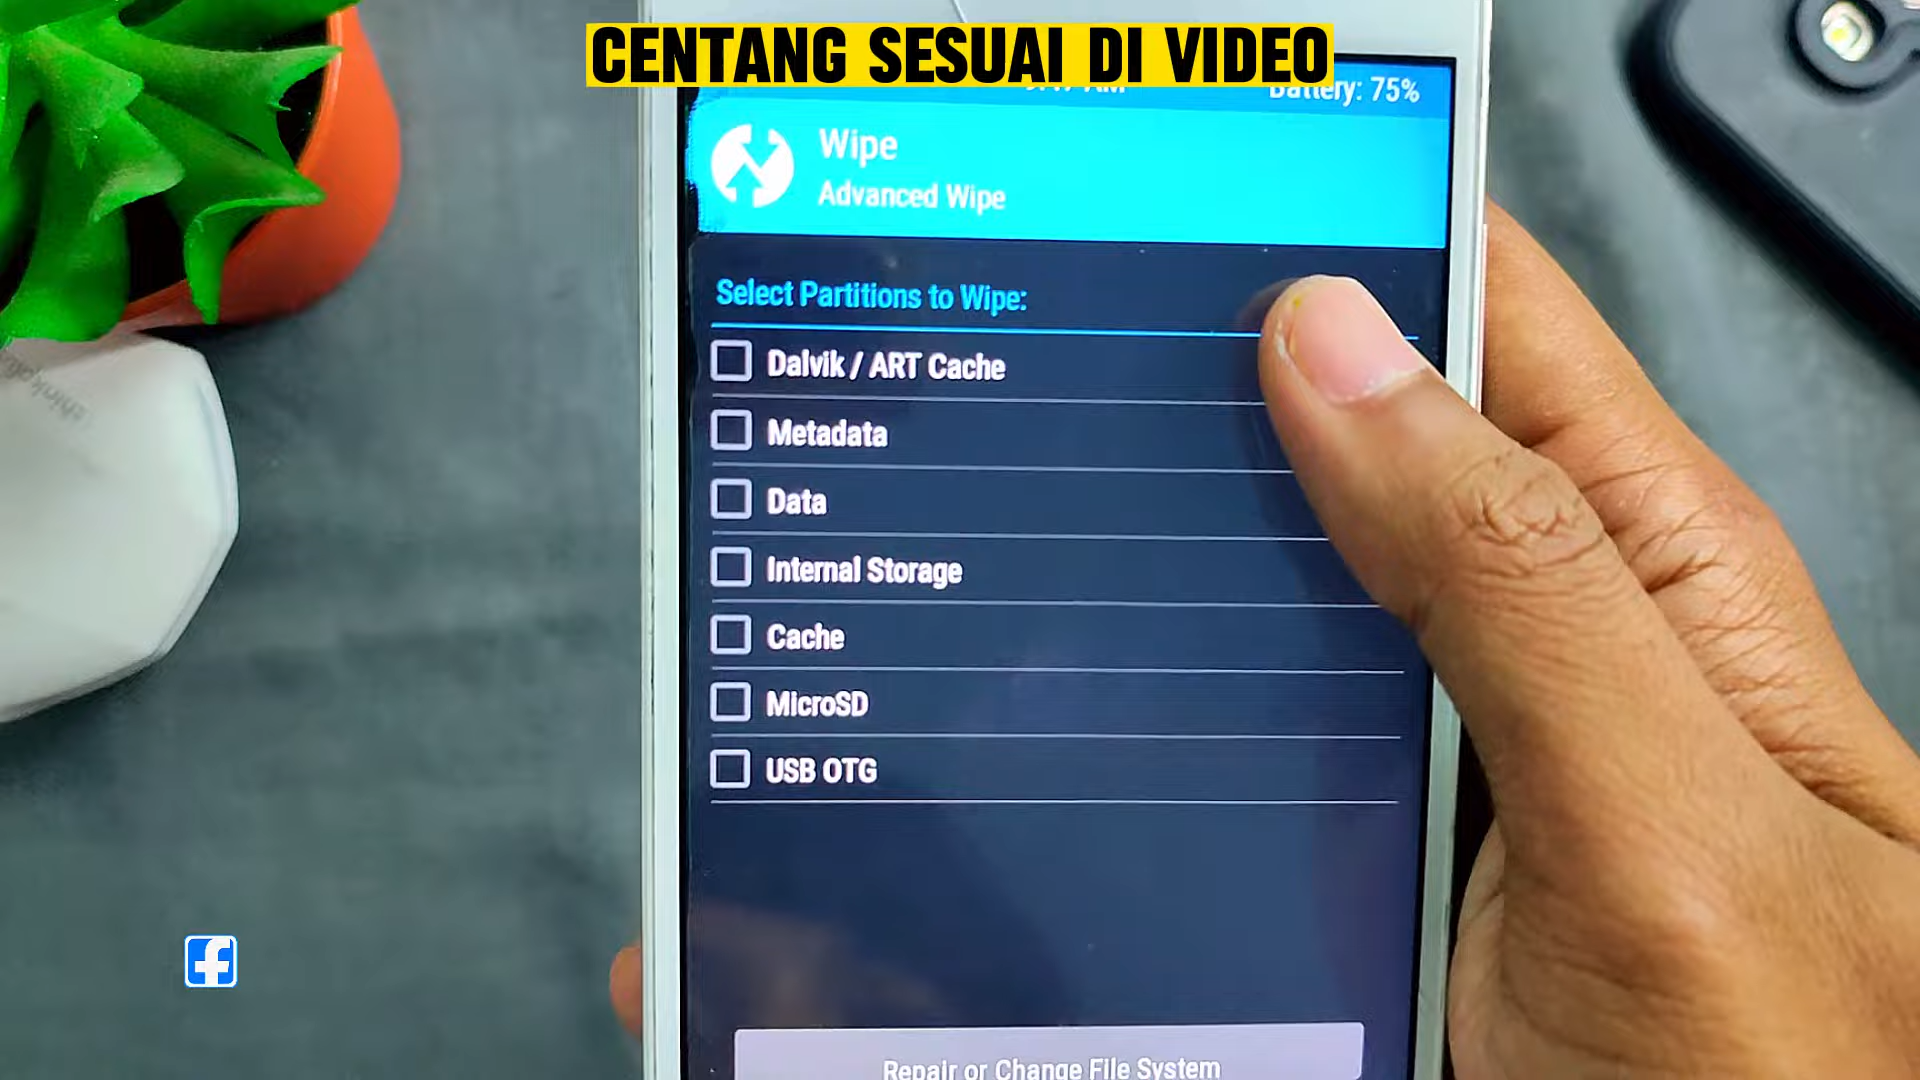 CENTANG SESUAI DI VIDEO
Battery: 75%
Wipe
Advanced Wipe
Select Partitions to Wipe:
Dalvik / ART Cache
Metadata
Data
Internal Storage
Cache
MicroSD
USB OTG
Repair or Change File System